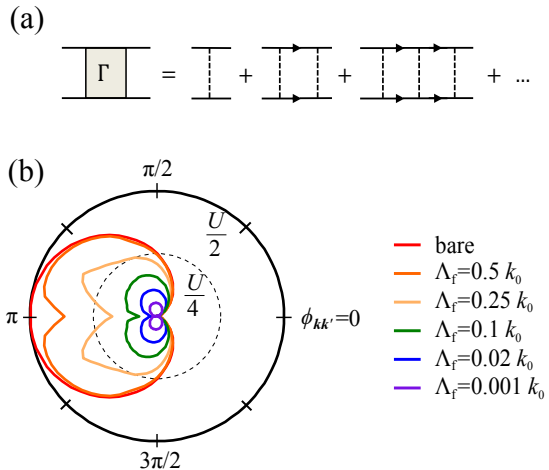 (a)
Γ = + + + ...
(b)
π/2
U/2
U/4
π
ϕkk′=0
3π/2
bare
Λf=0.5 k0
Λf=0.25 k0
Λf=0.1 k0
Λf=0.02 k0
Λf=0.001 k0